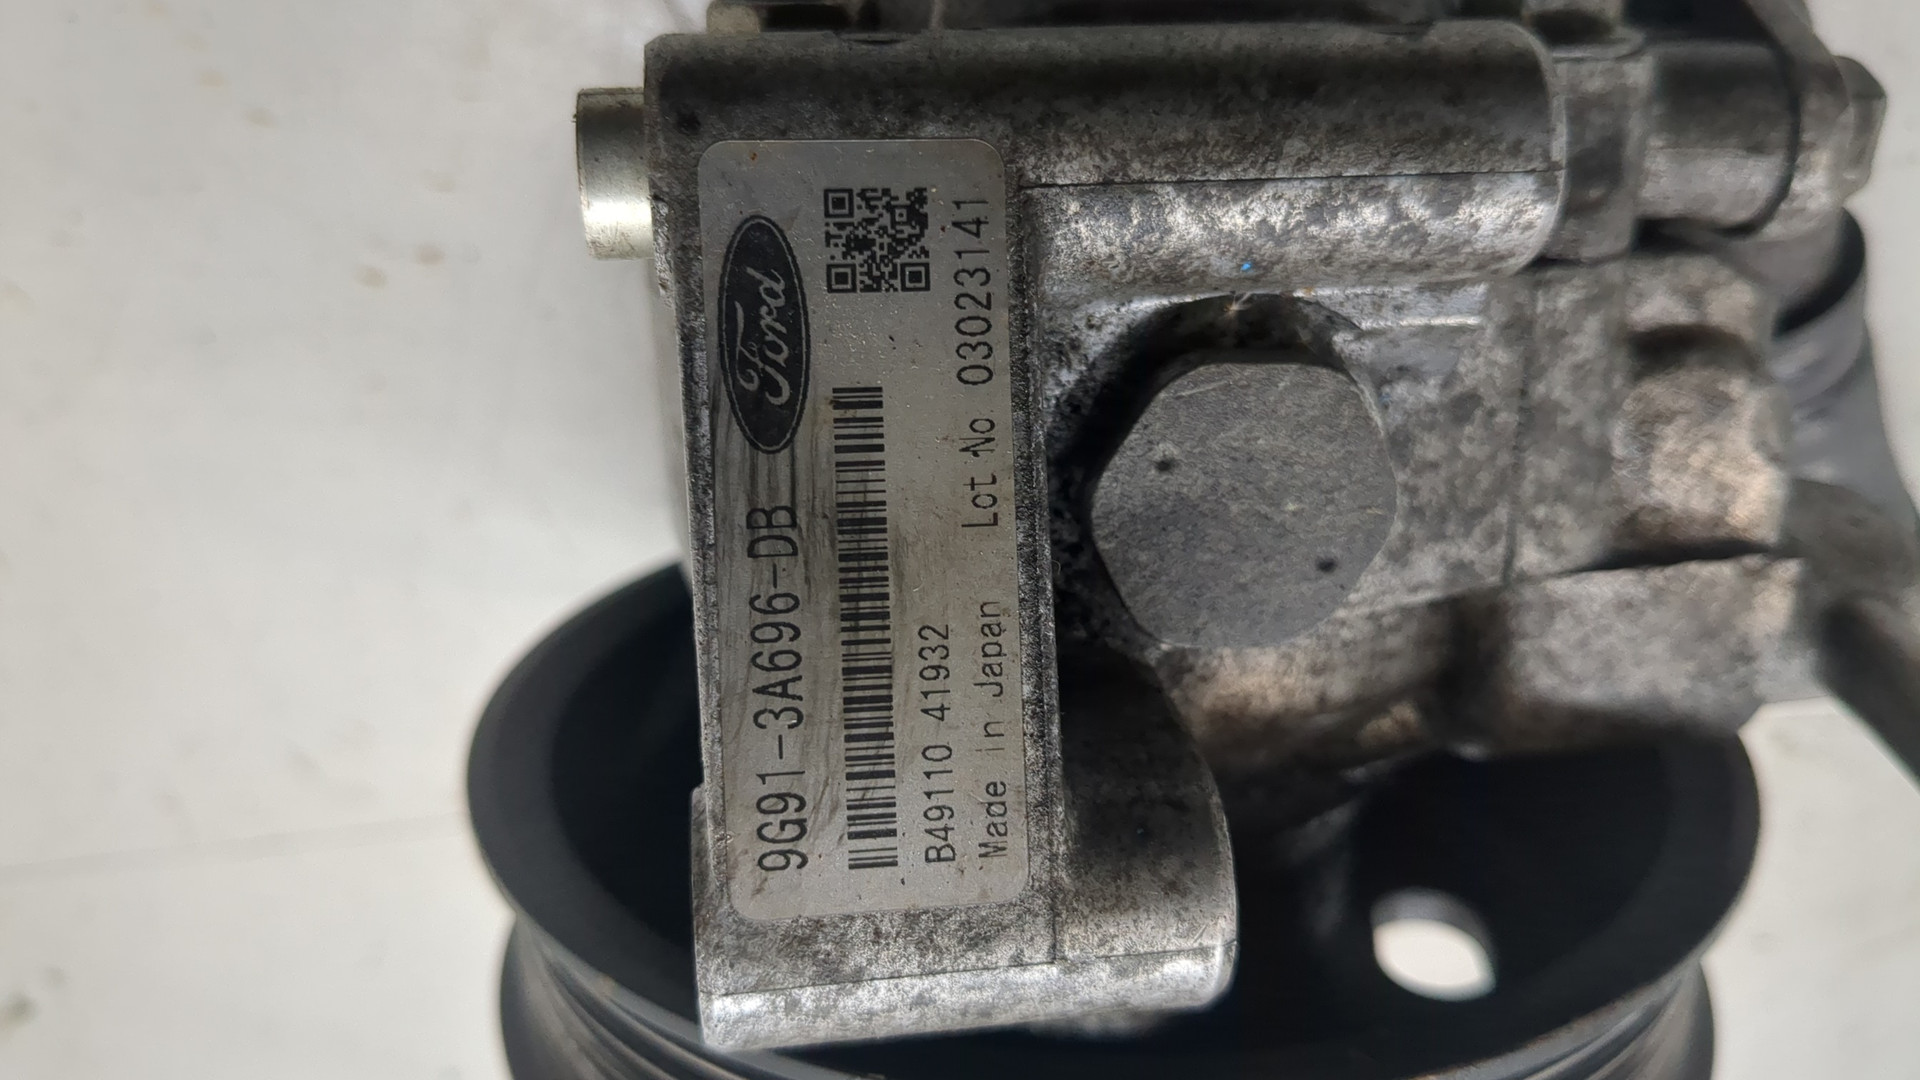 Ford
9G91-3A696-DB
B49110 41932
Made in Japan Lot No 03023141